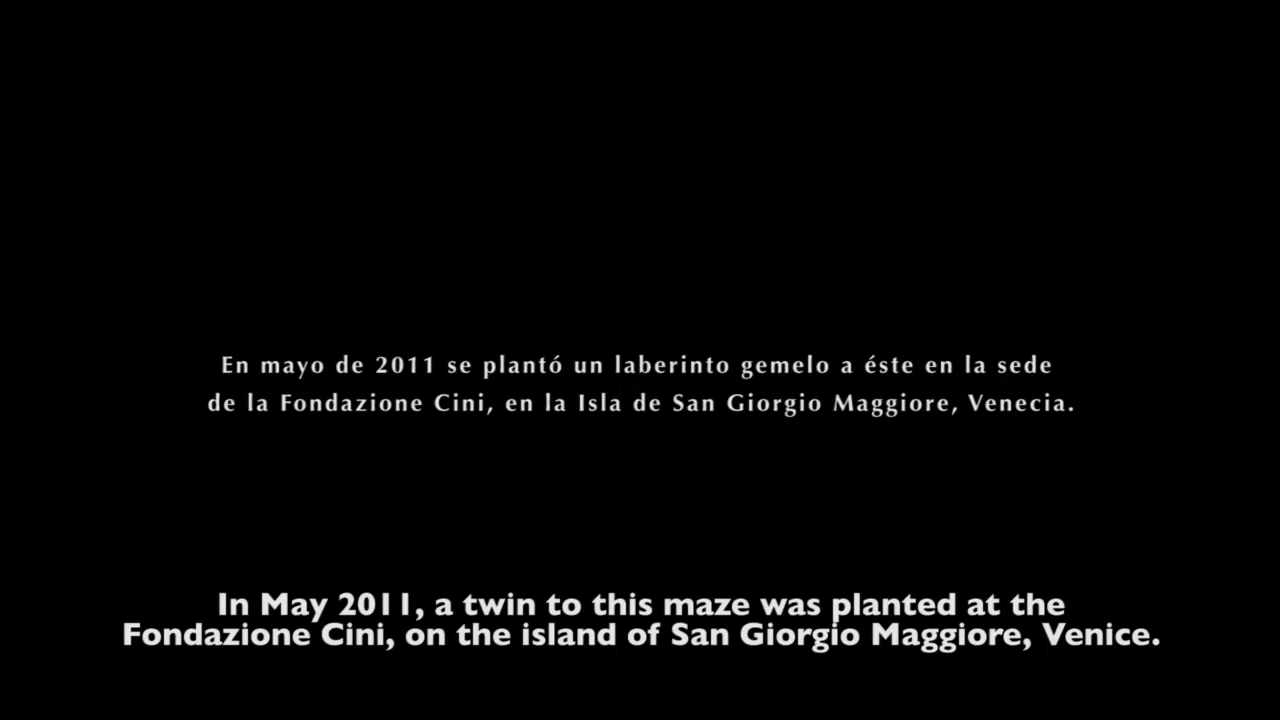 En mayo de 2011 se plantó un laberinto gemelo a éste en la sede
de la Fondazione Cini, en la Isla de San Giorgio Maggiore, Venecia.
In May 2011, a twin to this maze was planted at the
Fondazione Cini, on the island of San Giorgio Maggiore, Venice.